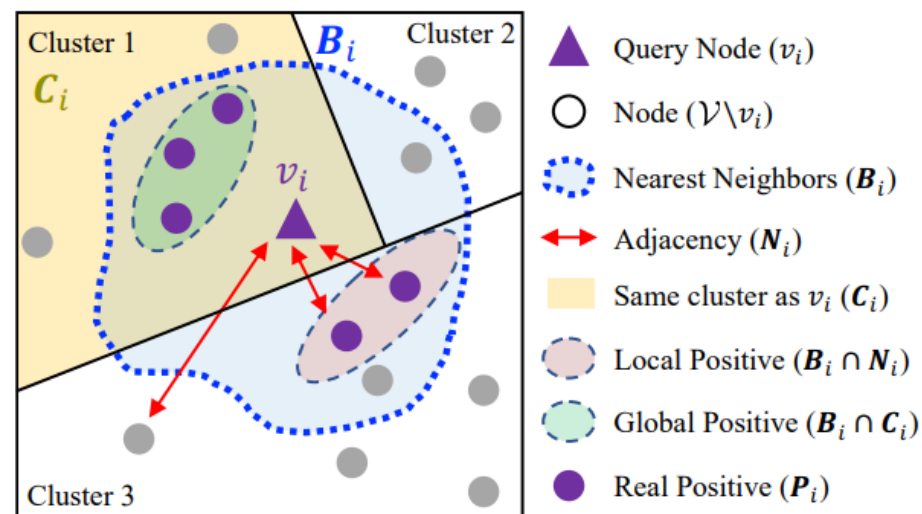 Cluster 1
B_i
Cluster 2
C_i
v_i
Cluster 3
Query Node (v_i)
Node (𝒱\v_i)
Nearest Neighbors (B_i)
Adjacency (N_i)
Same cluster as v_i (C_i)
Local Positive (B_i ∩ N_i)
Global Positive (B_i ∩ C_i)
Real Positive (P_i)